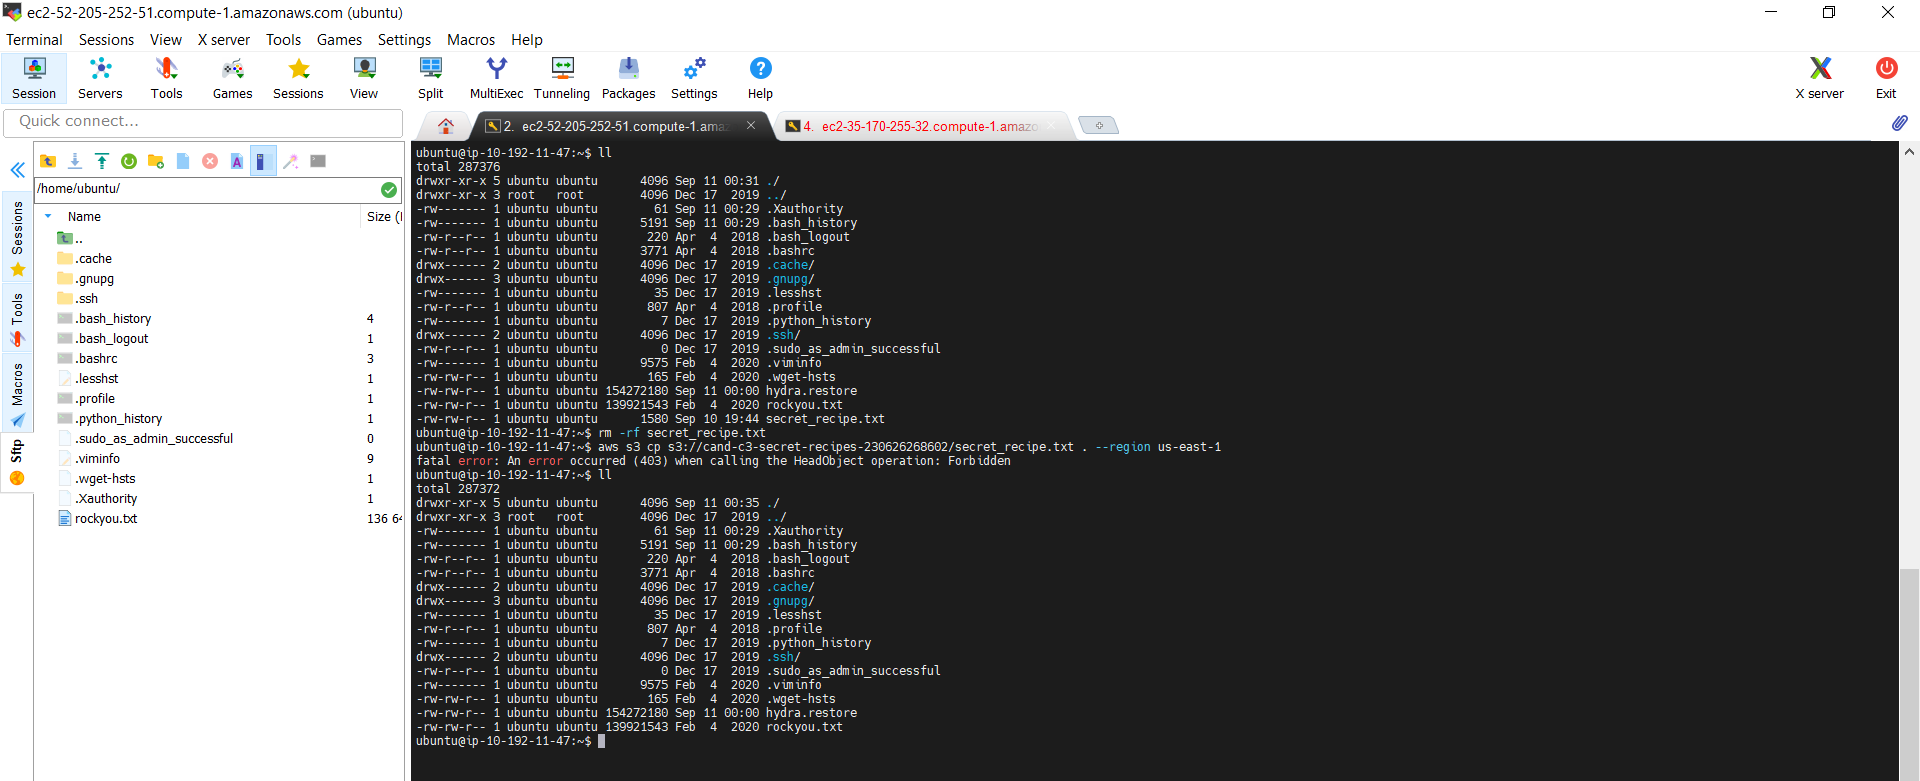 ec2-52-205-252-51.compute-1.amazonaws.com (ubuntu)
Terminal Sessions View X server Tools Games Settings Macros Help
Session Servers Tools Games Sessions View Split MultiExec Tunneling Packages Settings Help X server Exit
Quick connect...
2. ec2-52-205-252-51.compute-1.ama
4. ec2-35-170-255-32.compute-1.amazo
Sessions
Tools
Macros
Sftp
/home/ubuntu/
Name Size (
..
.cache
.gnupg
.ssh
.bash_history 4
.bash_logout 1
.bashrc 3
.lesshst 1
.profile 1
.python_history 1
.sudo_as_admin_successful 0
.viminfo 9
.wget-hsts 1
.Xauthority 1
rockyou.txt 136 64
ubuntu@ip-10-192-11-47:~$ ll
total 287376
drwxr-xr-x 5 ubuntu ubuntu 4096 Sep 11 00:31 ./
drwxr-xr-x 3 root root 4096 Dec 17 2019 ../
-rw------- 1 ubuntu ubuntu 61 Sep 11 00:29 .Xauthority
-rw------- 1 ubuntu ubuntu 5191 Sep 11 00:29 .bash_history
-rw-r--r-- 1 ubuntu ubuntu 220 Apr 4 2018 .bash_logout
-rw-r--r-- 1 ubuntu ubuntu 3771 Apr 4 2018 .bashrc
drwx------ 2 ubuntu ubuntu 4096 Dec 17 2019 .cache/
drwx------ 3 ubuntu ubuntu 4096 Dec 17 2019 .gnupg/
-rw------- 1 ubuntu ubuntu 35 Dec 17 2019 .lesshst
-rw-r--r-- 1 ubuntu ubuntu 807 Apr 4 2018 .profile
-rw------- 1 ubuntu ubuntu 7 Dec 17 2019 .python_history
drwx------ 2 ubuntu ubuntu 4096 Dec 17 2019 .ssh/
-rw-r--r-- 1 ubuntu ubuntu 0 Dec 17 2019 .sudo_as_admin_successful
-rw------- 1 ubuntu ubuntu 9575 Feb 4 2020 .viminfo
-rw-rw-r-- 1 ubuntu ubuntu 165 Feb 4 2020 .wget-hsts
-rw-rw-r-- 1 ubuntu ubuntu 154272180 Sep 11 00:00 hydra.restore
-rw-rw-r-- 1 ubuntu ubuntu 139921543 Feb 4 2020 rockyou.txt
-rw-rw-r-- 1 ubuntu ubuntu 1580 Sep 10 19:44 secret_recipe.txt
ubuntu@ip-10-192-11-47:~$ rm -rf secret_recipe.txt
ubuntu@ip-10-192-11-47:~$ aws s3 cp s3://cand-c3-secret-recipes-230626268602/secret_recipe.txt . --region us-east-1
fatal error: An error occurred (403) when calling the HeadObject operation: Forbidden
ubuntu@ip-10-192-11-47:~$ ll
total 287372
drwxr-xr-x 5 ubuntu ubuntu 4096 Sep 11 00:35 ./
drwxr-xr-x 3 root root 4096 Dec 17 2019 ../
-rw------- 1 ubuntu ubuntu 61 Sep 11 00:29 .Xauthority
-rw------- 1 ubuntu ubuntu 5191 Sep 11 00:29 .bash_history
-rw-r--r-- 1 ubuntu ubuntu 220 Apr 4 2018 .bash_logout
-rw-r--r-- 1 ubuntu ubuntu 3771 Apr 4 2018 .bashrc
drwx------ 2 ubuntu ubuntu 4096 Dec 17 2019 .cache/
drwx------ 3 ubuntu ubuntu 4096 Dec 17 2019 .gnupg/
-rw------- 1 ubuntu ubuntu 35 Dec 17 2019 .lesshst
-rw-r--r-- 1 ubuntu ubuntu 807 Apr 4 2018 .profile
-rw------- 1 ubuntu ubuntu 7 Dec 17 2019 .python_history
drwx------ 2 ubuntu ubuntu 4096 Dec 17 2019 .ssh/
-rw-r--r-- 1 ubuntu ubuntu 0 Dec 17 2019 .sudo_as_admin_successful
-rw------- 1 ubuntu ubuntu 9575 Feb 4 2020 .viminfo
-rw-rw-r-- 1 ubuntu ubuntu 165 Feb 4 2020 .wget-hsts
-rw-rw-r-- 1 ubuntu ubuntu 154272180 Sep 11 00:00 hydra.restore
-rw-rw-r-- 1 ubuntu ubuntu 139921543 Feb 4 2020 rockyou.txt
ubuntu@ip-10-192-11-47:~$